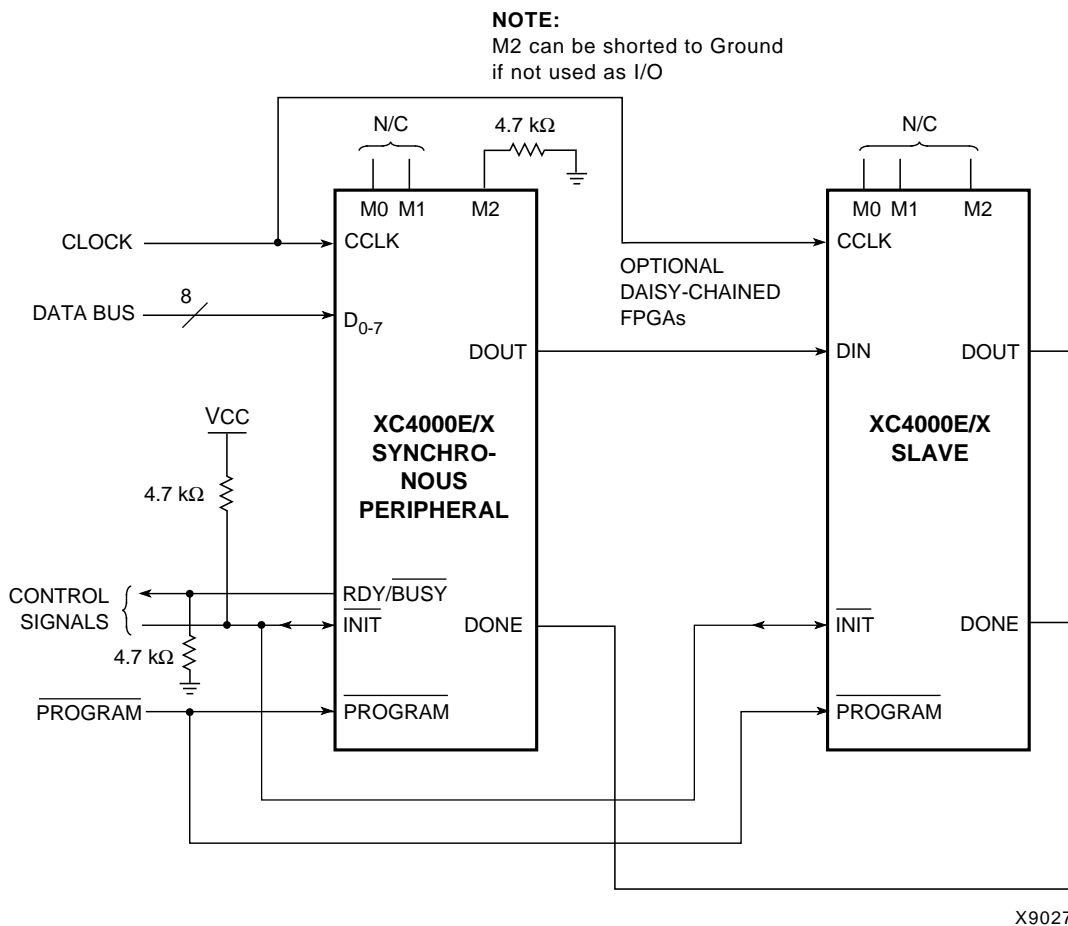 NOTE:
M2 can be shorted to Ground
if not used as I/O
N/C
4.7 kΩ
N/C
M0 M1 M2
M0 M1 M2
CLOCK
CCLK
CCLK
OPTIONAL
DAISY-CHAINED
FPGAs
DATA BUS
8
D0-7
DOUT
DIN
DOUT
VCC
4.7 kΩ
XC4000E/X
SYNCHRO-
NOUS
PERIPHERAL
XC4000E/X
SLAVE
CONTROL
SIGNALS
RDY/BUSY
INIT
DONE
INIT
DONE
4.7 kΩ
PROGRAM
PROGRAM
PROGRAM
X9027